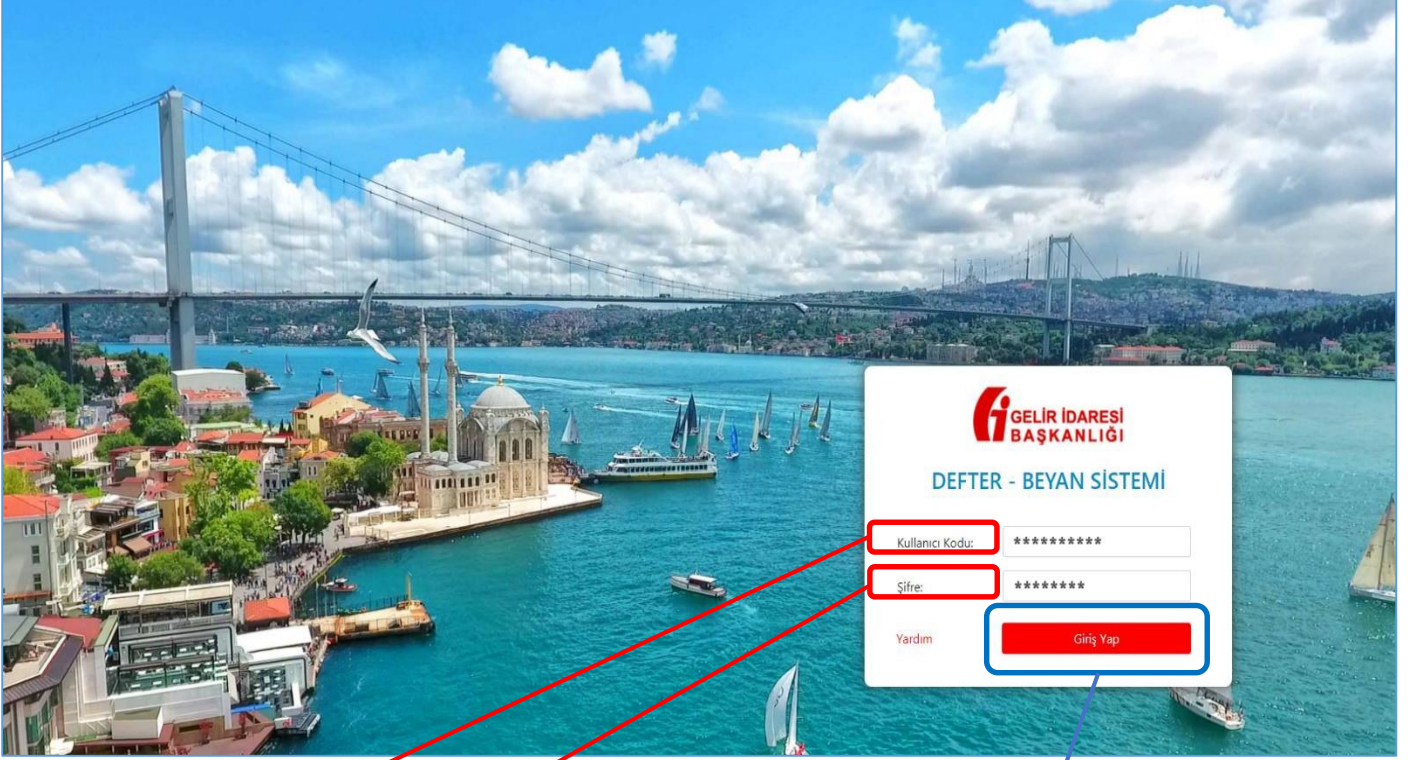 GELİR İDARESİ
BAŞKANLIĞI
DEFTER - BEYAN SİSTEMİ
Kullanıcı Kodu: **********
Şifre: ********
Yardım Giriş Yap